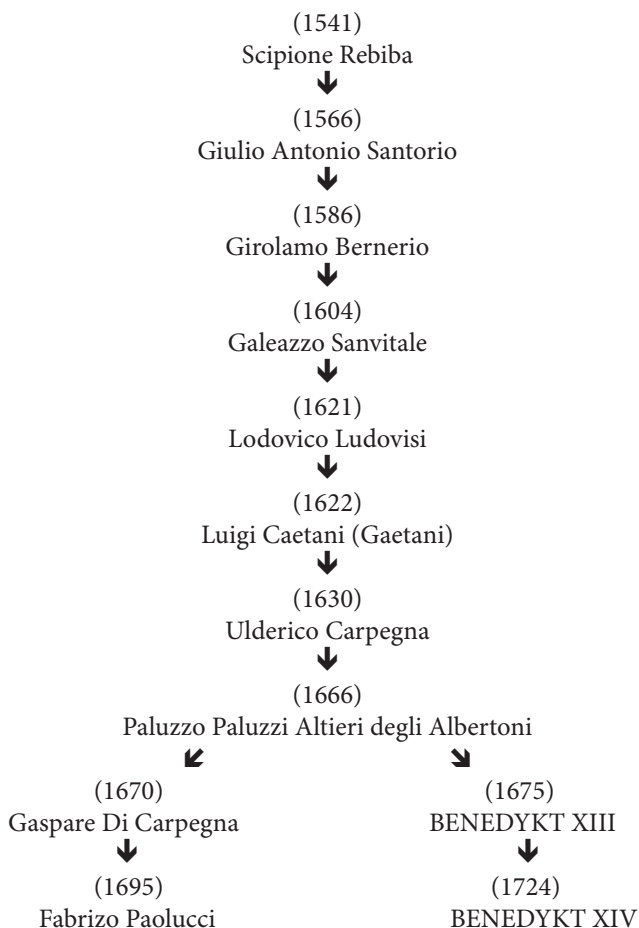 (1541)
Scipione Rebiba
(1566)
Giulio Antonio Santorio
(1586)
Girolamo Bernerio
(1604)
Galeazzo Sanvitale
(1621)
Lodovico Ludovisi
(1622)
Luigi Caetani (Gaetani)
(1630)
Ulderico Carpegna
(1666)
Paluzzo Paluzzi Altieri degli Albertoni
(1670)
Gaspare Di Carpegna
(1695)
Fabrizo Paolucci
(1675)
BENEDYKT XIII
(1724)
BENEDYKT XIV